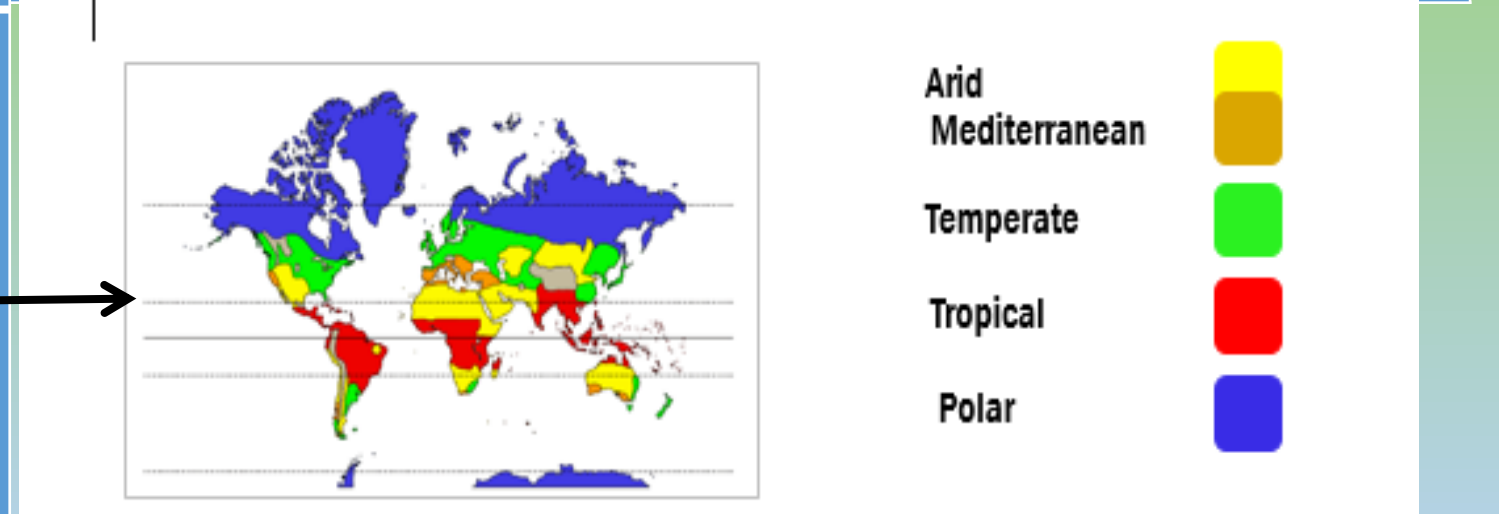 Arid
Mediterranean
Temperate
Tropical
Polar